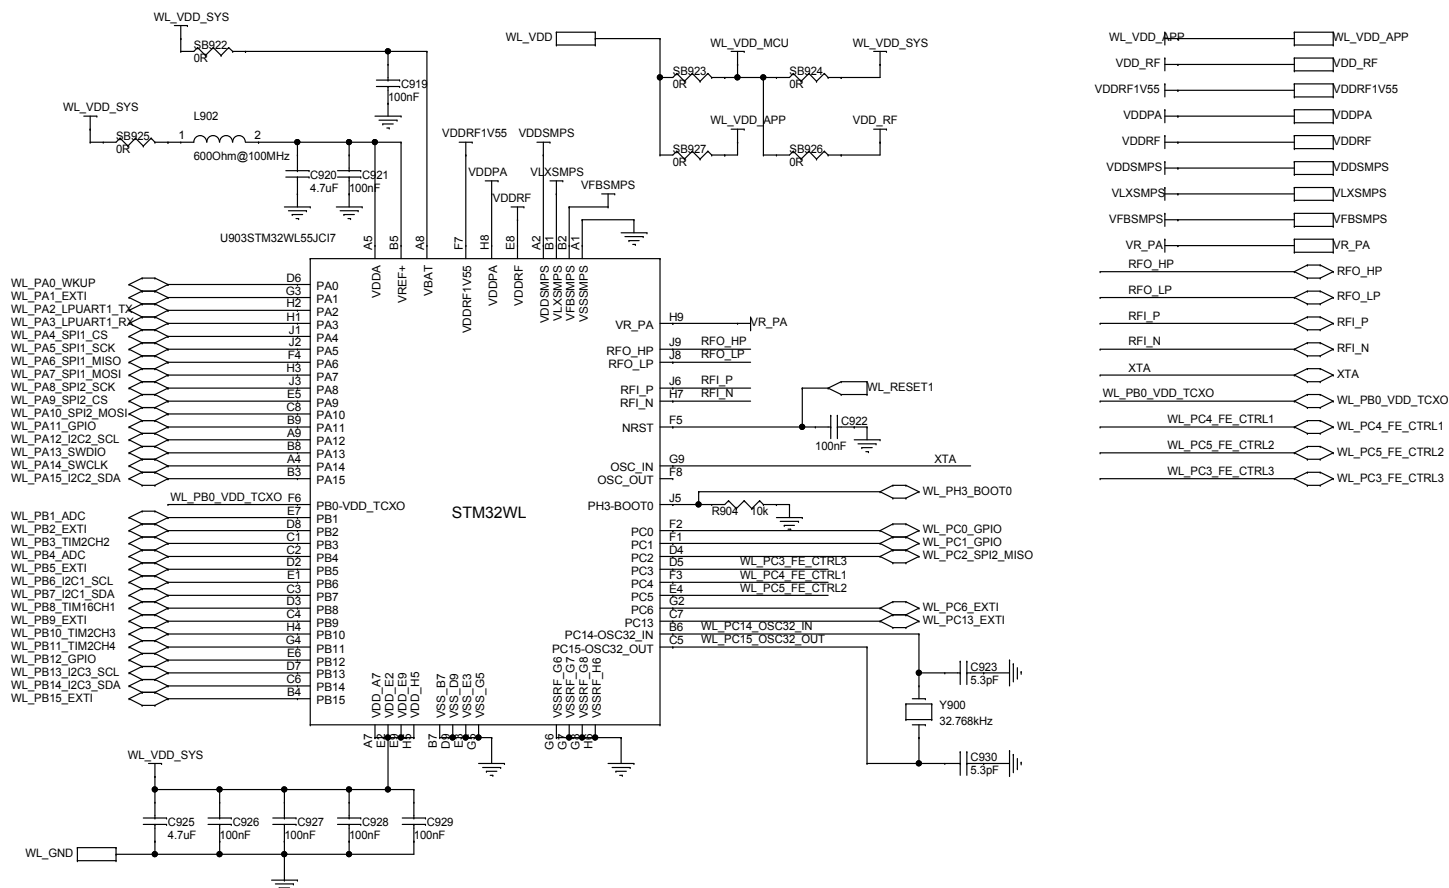 WL_VDD_SYS
SB922
0R
C919
100nF
WL_VDD_SYS
SB925
0R
L902
1 2
600Ohm@100MHz
C920
4.7uF
C921
100nF
WL_VDD
WL_VDD_MCU
WL_VDD_SYS
SB923
0R
SB924
0R
WL_VDD_APP
VDD_RF
SB927
0R
SB926
0R
VDDRF1V55
VDDPA
VDDRF
VDDSMPS
VLXSMPS
VFBSMPS
U903STM32WL55JCI7
A5 B5 A8 F7 H8 E8 A2 B1 B2 A1
VDDA VREF+ VBAT VDDRF1V55 VDDPA VDDRF VDDSMPS VLXSMPS VFBSMPS VSSSMPS
WL_PA0_WKUP D6 PA0
WL_PA1_EXTI G3 PA1
WL_PA2_LPUART1_TX H2 PA2
WL_PA3_LPUART1_RX H1 PA3
WL_PA4_SPI1_CS J1 PA4
WL_PA5_SPI1_SCK J2 PA5
WL_PA6_SPI1_MISO F4 PA6
WL_PA7_SPI1_MOSI H3 PA7
WL_PA8_SPI2_SCK J3 PA8
WL_PA9_SPI2_CS E5 PA9
WL_PA10_SPI2_MOSI C8 PA10
WL_PA11_GPIO B9 PA11
WL_PA12_I2C2_SCL A9 PA12
WL_PA13_SWDIO B8 PA13
WL_PA14_SWCLK A4 PA14
WL_PA15_I2C2_SDA B3 PA15
WL_PB0_VDD_TCXO F6 PB0-VDD_TCXO
WL_PB1_ADC E7 PB1
WL_PB2_EXTI D8 PB2
WL_PB3_TIM2CH2 C1 PB3
WL_PB4_ADC C2 PB4
WL_PB5_EXTI D2 PB5
WL_PB6_I2C1_SCL E1 PB6
WL_PB7_I2C1_SDA C3 PB7
WL_PB8_TIM16CH1 D3 PB8
WL_PB9_EXTI C4 PB9
WL_PB10_TIM2CH3 H4 PB10
WL_PB11_TIM2CH4 G4 PB11
WL_PB12_GPIO E6 PB12
WL_PB13_I2C3_SCL D7 PB13
WL_PB14_I2C3_SDA C6 PB14
WL_PB15_EXTI B4 PB15
STM32WL
VR_PA H9 VR_PA
RFO_HP J9 RFO_HP
RFO_LP J8 RFO_LP
RFI_P J6 RFI_P
RFI_N H7 RFI_N
WL_RESET1
NRST F5
C922
100nF
OSC_IN G9 XTA
OSC_OUT F8
WL_PH3_BOOT0
PH3-BOOT0 J5
R904 10k
PC0 F2 WL_PC0_GPIO
PC1 F1 WL_PC1_GPIO
PC2 D4 WL_PC2_SPI2_MISO
PC3 D5 WL_PC3_FE_CTRL3
PC4 F3 WL_PC4_FE_CTRL1
PC5 E4 WL_PC5_FE_CTRL2
PC6 G2 WL_PC6_EXTI
PC13 C7 WL_PC13_EXTI
PC14-OSC32_IN B6 WL_PC14_OSC32_IN
PC15-OSC32_OUT C5 WL_PC15_OSC32_OUT
C923
5.3pF
Y900
32.768kHz
C930
5.3pF
VDD_A7 VDD_E2 VDD_E9 VDD_H5 VSS_B7 VSS_D9 VSS_E3 VSS_G5 VSSRF_G6 VSSRF_G7 VSSRF_G8 VSSRF_H6
A7 E2 E9 H5 B7 D9 E3 G5 G6 G7 G8 H6
WL_VDD_SYS
C925
4.7uF
C926
100nF
C927
100nF
C928
100nF
C929
100nF
WL_GND
WL_VDD_APP WL_VDD_APP
VDD_RF VDD_RF
VDDRF1V55 VDDRF1V55
VDDPA VDDPA
VDDRF VDDRF
VDDSMPS VDDSMPS
VLXSMPS VLXSMPS
VFBSMPS VFBSMPS
VR_PA VR_PA
RFO_HP RFO_HP
RFO_LP RFO_LP
RFI_P RFI_P
RFI_N RFI_N
XTA XTA
WL_PB0_VDD_TCXO WL_PB0_VDD_TCXO
WL_PC4_FE_CTRL1 WL_PC4_FE_CTRL1
WL_PC5_FE_CTRL2 WL_PC5_FE_CTRL2
WL_PC3_FE_CTRL3 WL_PC3_FE_CTRL3